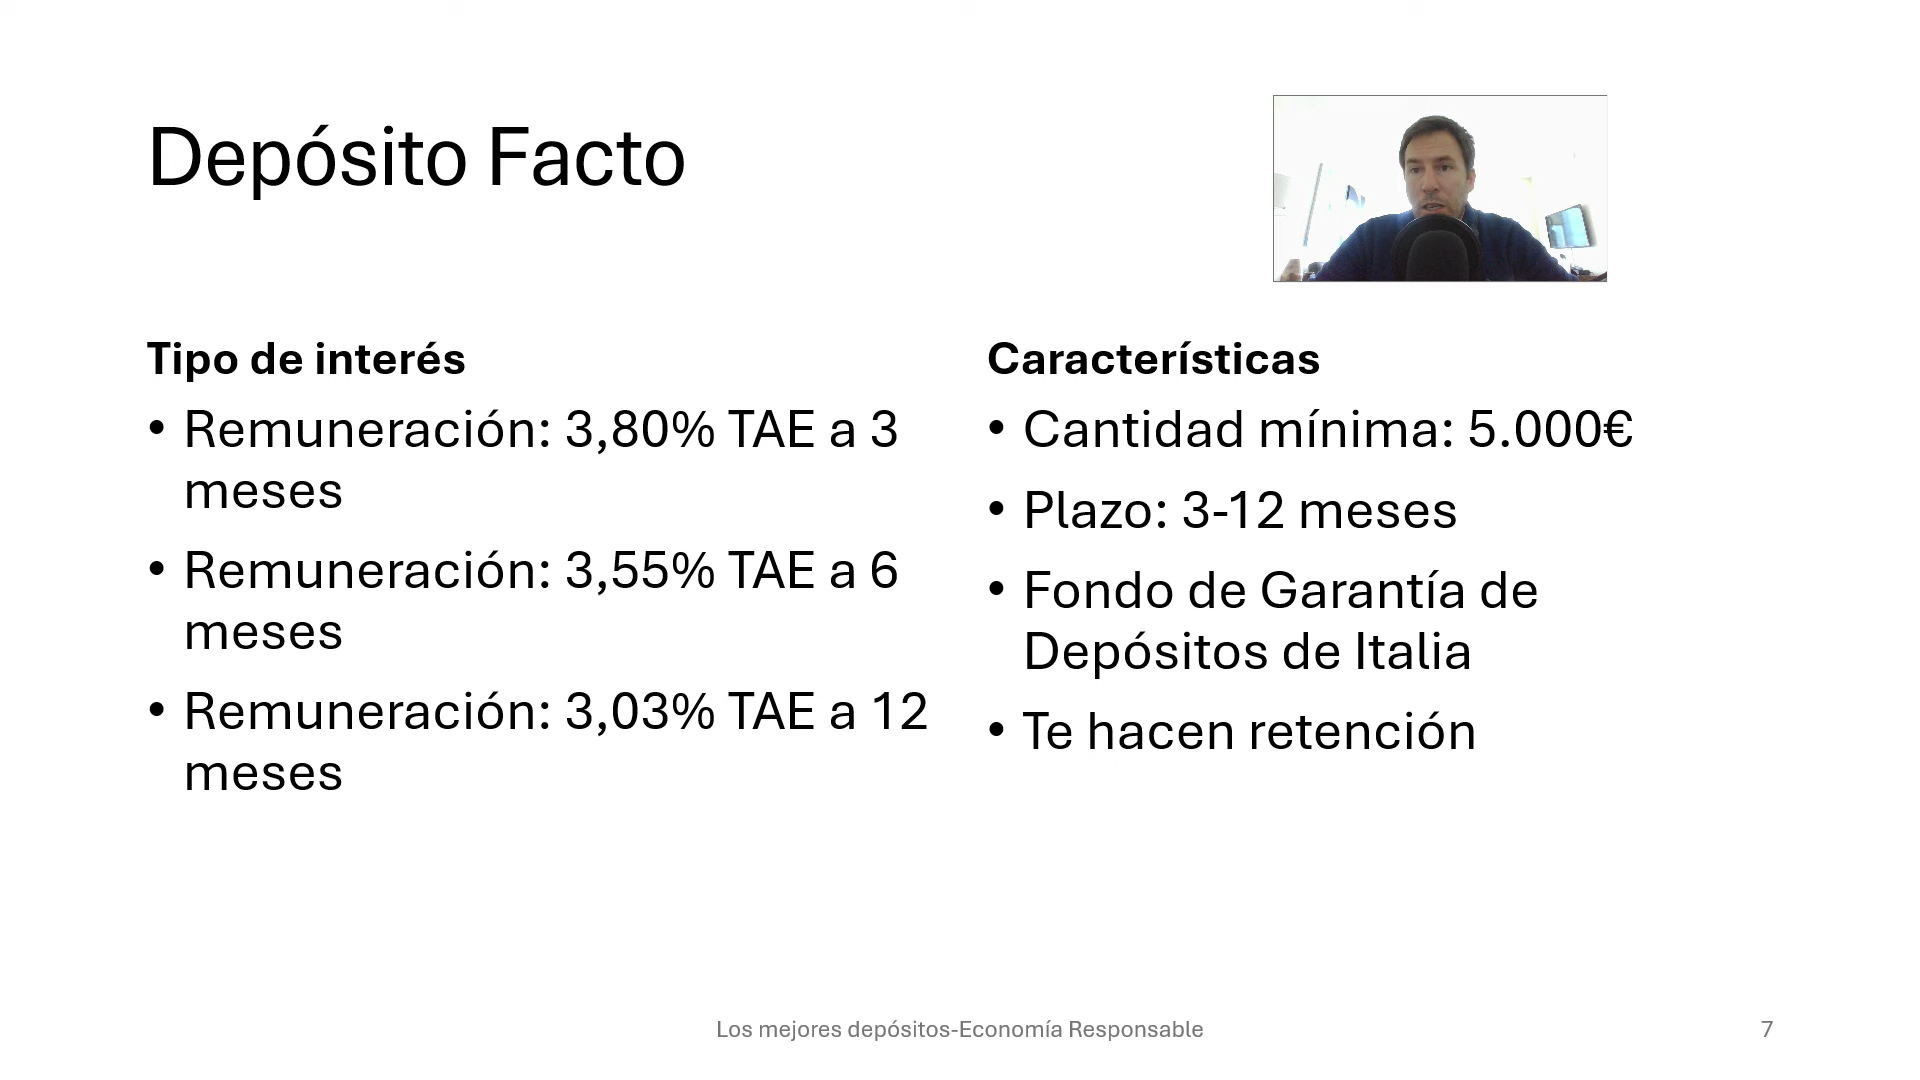 Depósito Facto
Tipo de interés
• Remuneración: 3,80% TAE a 3
meses
• Remuneración: 3,55% TAE a 6
meses
• Remuneración: 3,03% TAE a 12
meses
Características
• Cantidad mínima: 5.000€
• Plazo: 3-12 meses
• Fondo de Garantía de
Depósitos de Italia
• Te hacen retención
Los mejores depósitos-Economía Responsable
7